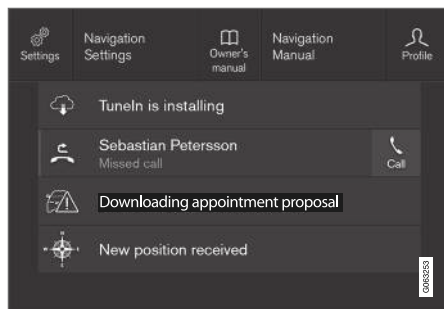 Settings
Navigation
Settings
Owner's
manual
Navigation
Manual
Profile
TuneIn is installing
Sebastian Petersson
Missed call
Call
Downloading appointment proposal
New position received
G063253